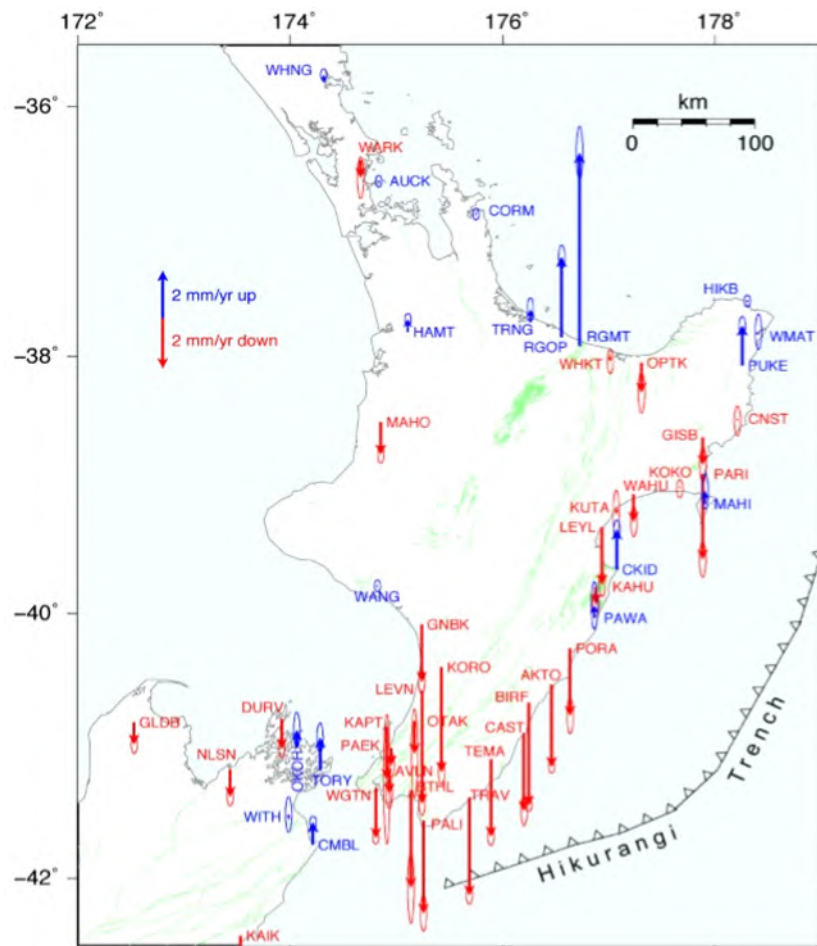 172° 174° 176° 178°
WHNG
-36°
km
0 100
WARK
AUCK
CORM
2 mm/yr up
2 mm/yr down
HAMT
HIKB
TRNG
RGOP
RGMT
WMAT
-38°
WHKT
OPTK
PUKE
MAHO
CNST
GISB
KOKO
PARI
WAHU
KUTA
MAHI
LEYL
CKID
WANG
KAHU
-40°
PAWA
GNBK
PORA
KORO
AKTO
LEVN
BIRF
DURV
KAPT
OTAK
CAST
GLDB
PAEK
TEMA
NLSN
OKOH
TORY
AVLN
WGTN
BTHL
TRAV
WITH
PALI
CMBL
Hikurangi Trench
-42°
KAIK